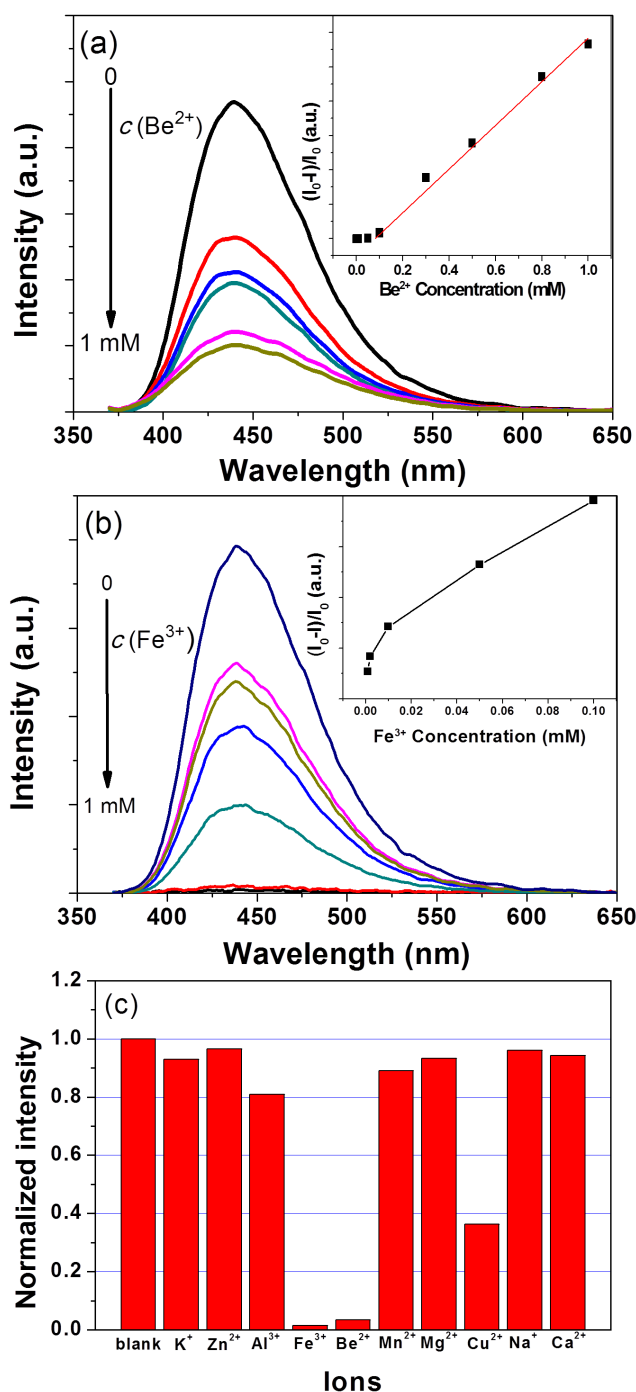 (a)
0
c (Be²⁺)
1 mM
Intensity (a.u.)
350 400 450 500 550 600 650
Wavelength (nm)
(I₀-I)/I₀ (a.u.)
0.0 0.2 0.4 0.6 0.8 1.0
Be²⁺ Concentration (mM)
(b)
0
c (Fe³⁺)
1 mM
Intensity (a.u.)
350 400 450 500 550 600 650
Wavelength (nm)
(I₀-I)/I₀ (a.u.)
0.00 0.02 0.04 0.06 0.08 0.10
Fe³⁺ Concentration (mM)
(c)
Normalized intensity
1.2
1.0
0.8
0.6
0.4
0.2
0.0
blank K⁺ Zn²⁺ Al³⁺ Fe³⁺ Be²⁺ Mn²⁺ Mg²⁺ Cu²⁺ Na⁺ Ca²⁺
Ions